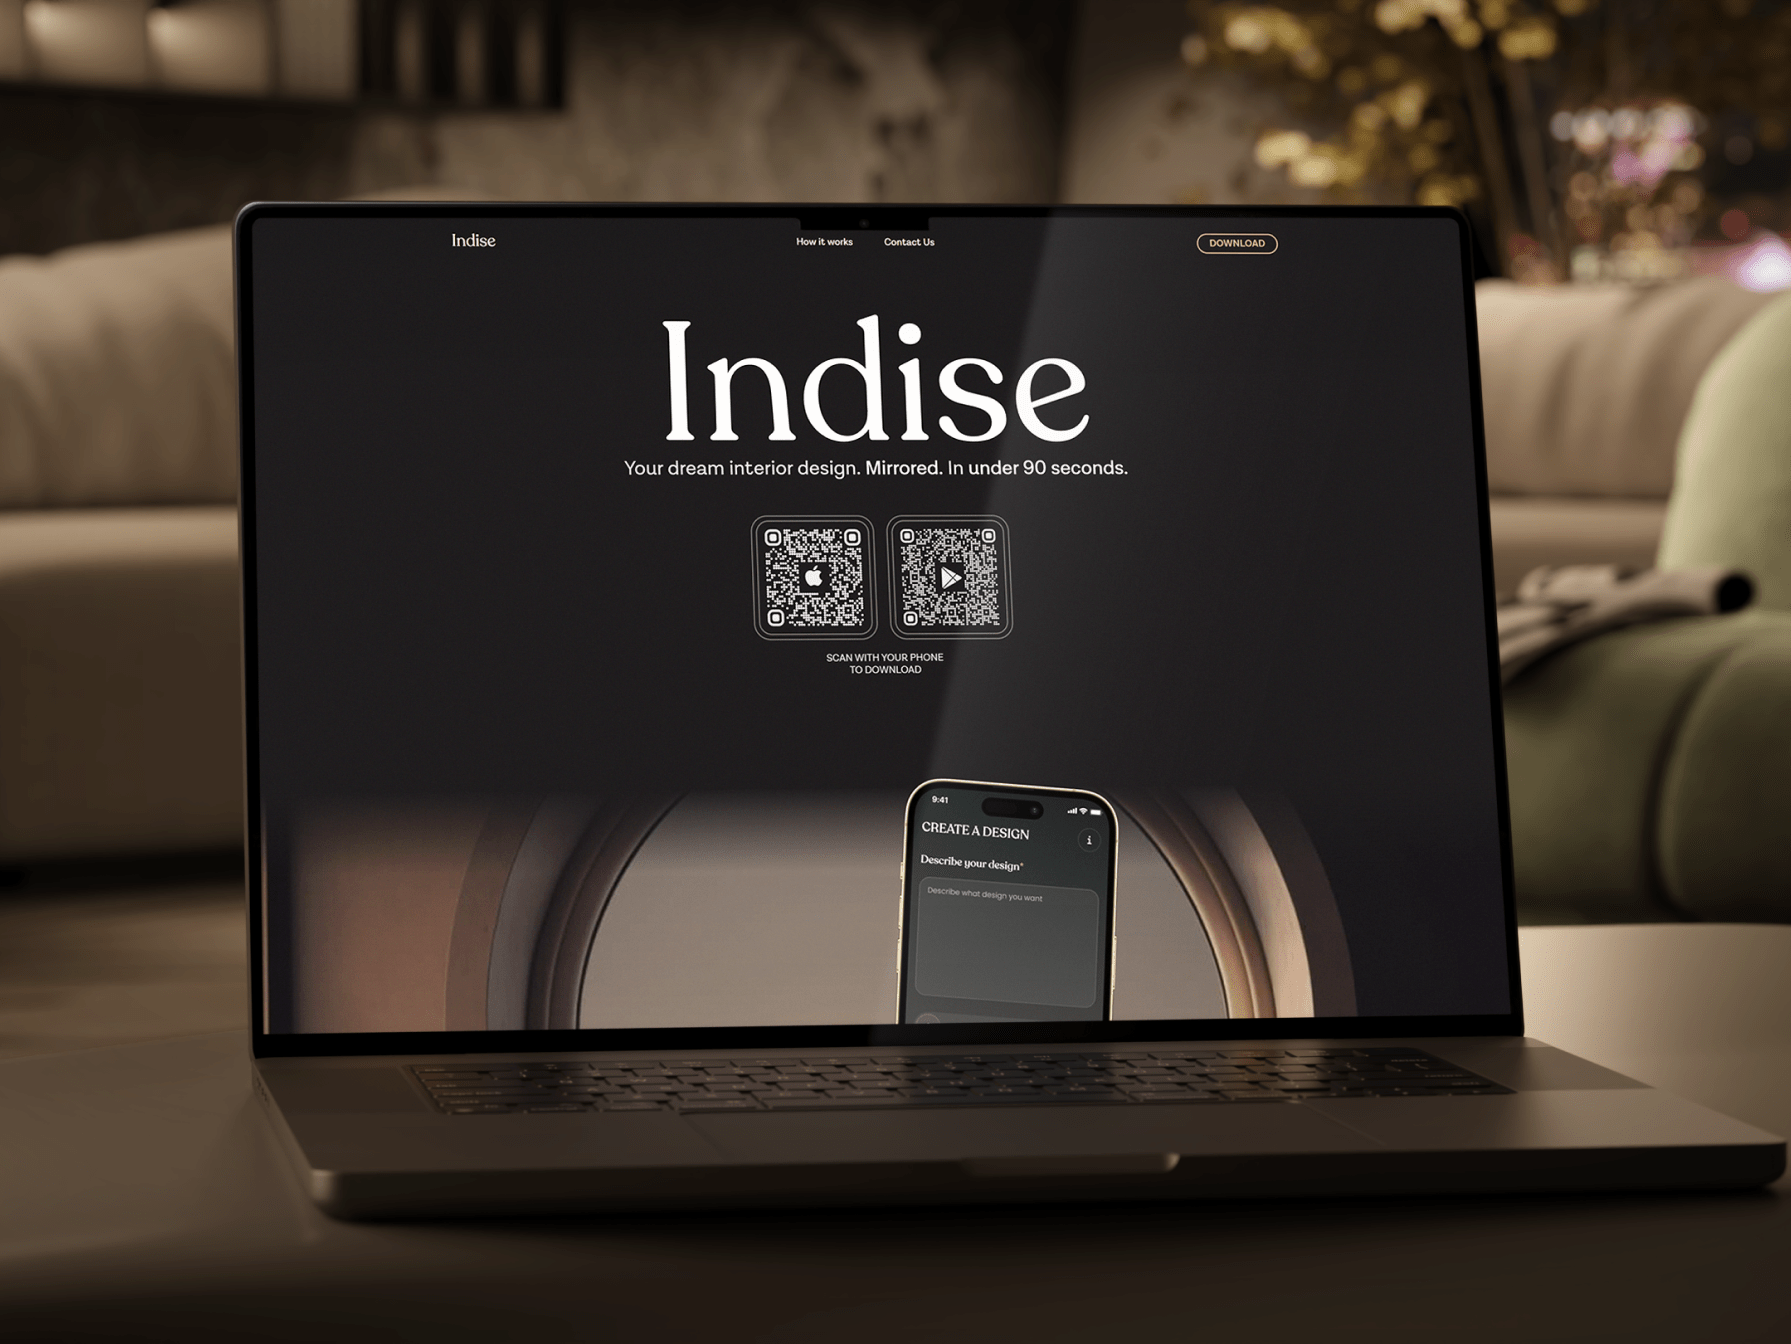 Indise
How it works
Contact Us
DOWNLOAD
Indise
Your dream interior design. Mirrored. In under 90 seconds.
SCAN WITH YOUR PHONE
TO DOWNLOAD
9:41
CREATE A DESIGN
i
Describe your design*
Describe what design you want